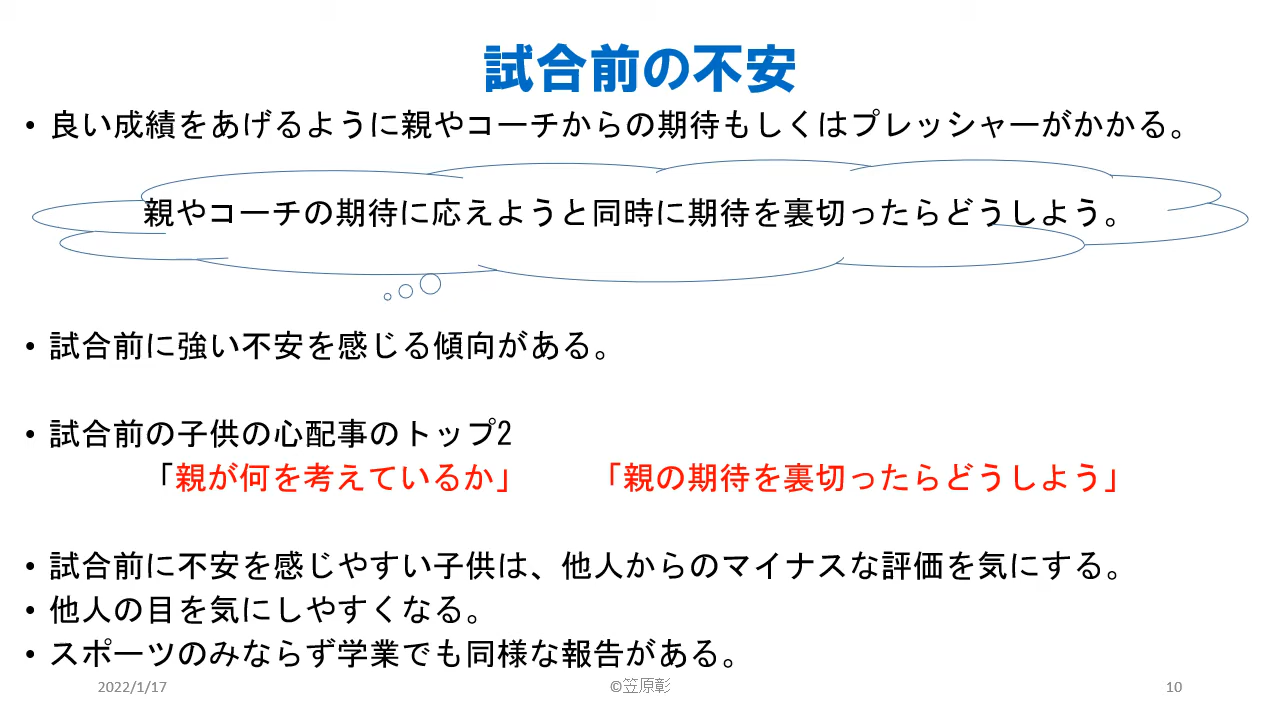 試合前の不安
• 良い成績をあげるように親やコーチからの期待もしくはプレッシャーがかかる。
親やコーチの期待に応えようと同時に期待を裏切ったらどうしよう。
• 試合前に強い不安を感じる傾向がある。
• 試合前の子供の心配事のトップ2
「親が何を考えているか」 「親の期待を裏切ったらどうしよう」
• 試合前に不安を感じやすい子供は、他人からのマイナスな評価を気にする。
• 他人の目を気にしやすくなる。
• スポーツのみならず学業でも同様な報告がある。
2022/1/17 ©笠原彰 10